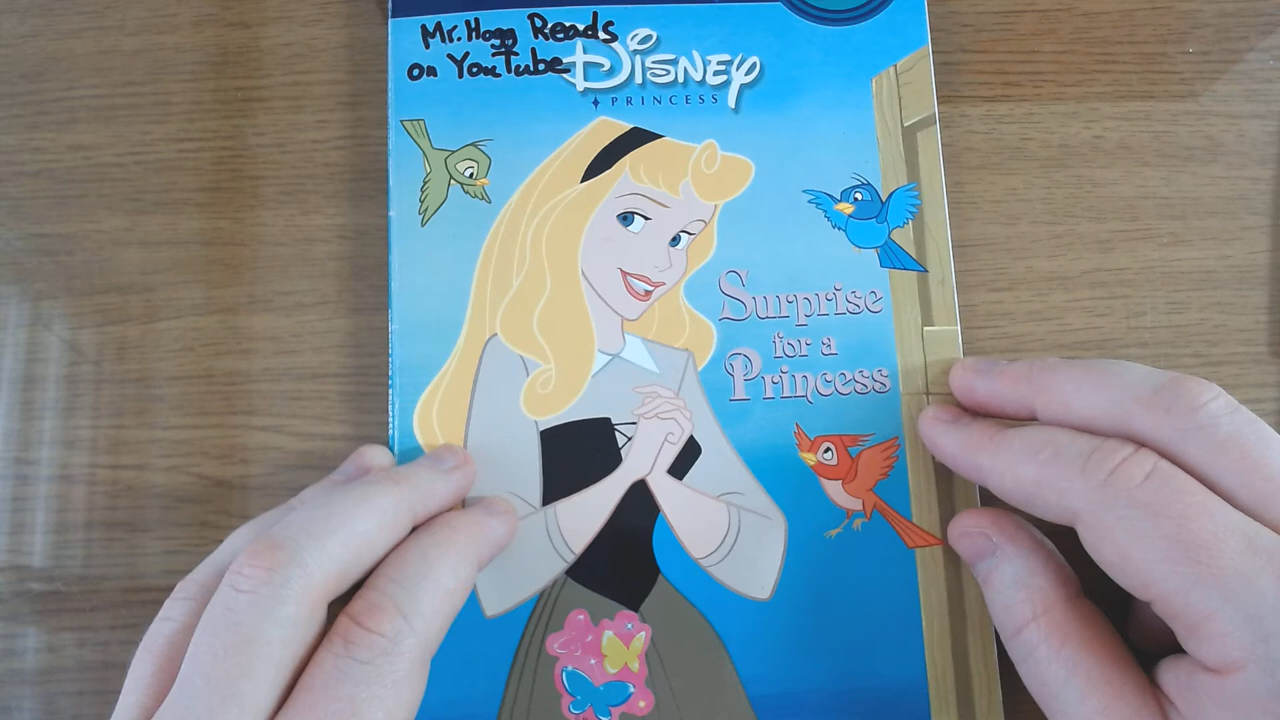 Mr. Hogg Reads
on YouTube
Disney
PRINCESS
Surprise
for a
Princess